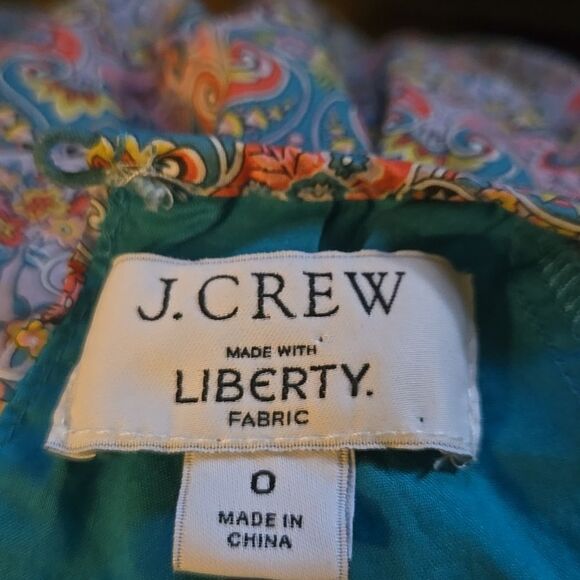 J.CREW
MADE WITH
LIBERTY.
FABRIC
0
MADE IN
CHINA